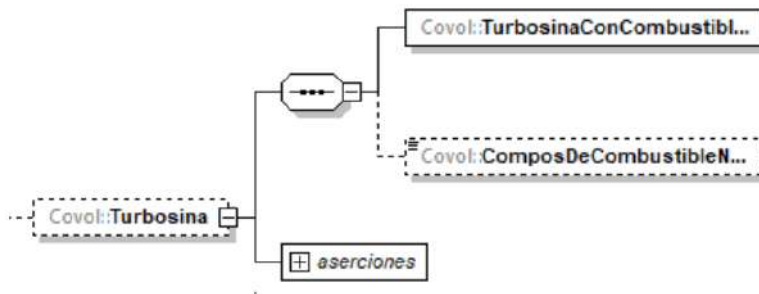 Covol::TurbosinaConCombustibl...
Covol::ComposDeCombustibleN...
Covol::Turbosina
aserciones